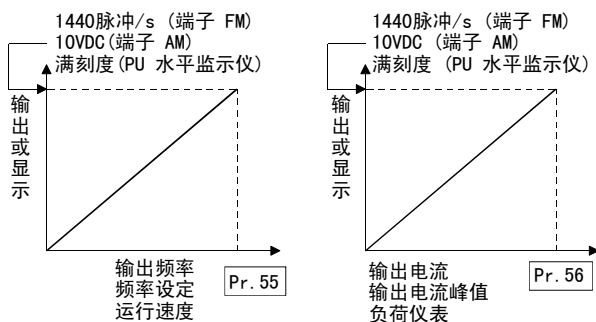 1440脉冲/s (端子 FM)
10VDC(端子 AM)
满刻度(PU 水平监示仪)
输出或显示
输出频率
频率设定
运行速度
Pr.55
1440脉冲/s (端子 FM)
10VDC (端子 AM)
满刻度 (PU 水平监示仪)
输出或显示
输出电流
输出电流峰值
负荷仪表
Pr.56